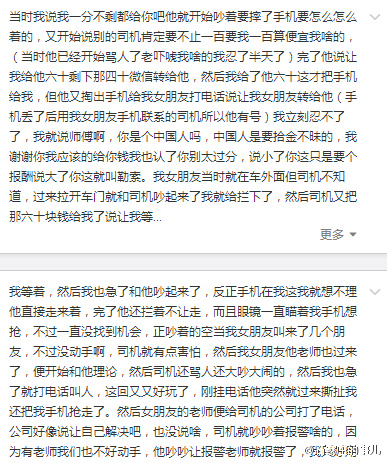 当时我说我一分不剩都给你吧他就开始吵着要摔了手机要怎么怎么
着的，又开始说别的司机肯定要不止一百要我一百算便宜我啥的，
（当时他已经开始骂人了老吓唬我啥的我忍了半天了）完了他说让
我给他六十剩下那四十微信转给他，然后我给了他六十这才把手机
给我，但他又掏出手机给我女朋友打电话说让我女朋友转给他（手
机丢了后用我女朋友手机联系的司机所以他有号）我立刻忍不了
了，我就说师傅啊，你是个中国人吗，中国人是要拾金不昧的，我
谢谢你我应该的给你钱我也认了你别太过分，说小了你这只是要个
报酬说大了你这就叫勒索。我女朋友当时就在车外面但司机不知
道，过来拉开车门就和司机吵起来了我就给拦下了，然后司机又把
那六十块钱给我了说让我等...
更多
我等着，然后我也急了和他吵起来了，反正手机在我这我就想不理
他直接走来着，完了他还拦着不让走，而且眼镜一直瞄着我手机想
抢，不过一直没找到机会，正吵着的空当我女朋友叫来了几个朋
友，不过没动手啊，司机就有点害怕，然后我女朋友他老师也过来
了，便开始和他理论，然后司机还骂人还大吵大闹的，然后我也急
了就打电话叫人，这回又又好玩了，刚挂电话他突然就过来撕扯我
还把我手机抢走了。然后女朋友的老师便给司机的公司打了电话，
公司好像说让自己解决吧，也没说啥，司机就吵吵着报警啥的，因
为有老师我们也不好动手，他吵吵让报警老师就报警了，